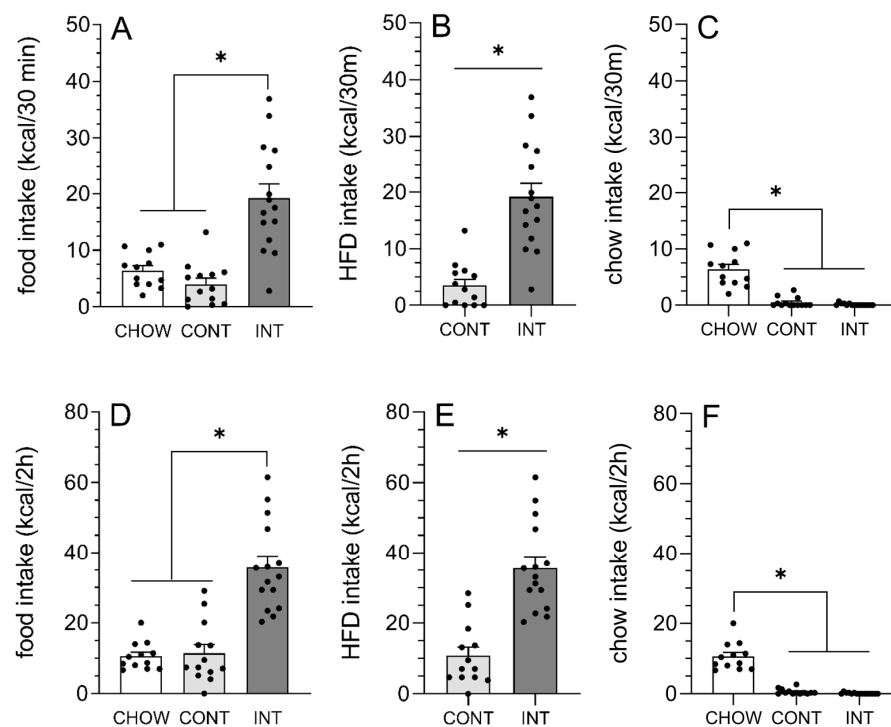 A
food intake (kcal/30 min)
50
40
30
20
10
0
*
CHOW CONT INT
B
HFD intake (kcal/30m)
50
40
30
20
10
0
*
CONT INT
C
chow intake (kcal/30m)
50
40
30
20
10
0
*
CHOW CONT INT
D
food intake (kcal/2h)
80
60
40
20
0
*
CHOW CONT INT
E
HFD intake (kcal/2h)
80
60
40
20
0
*
CONT INT
F
chow intake (kcal/2h)
80
60
40
20
0
*
CHOW CONT INT